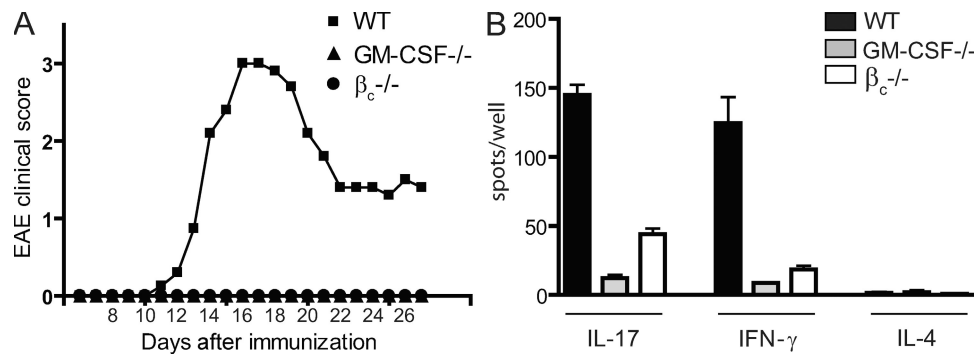 A
WT
GM-CSF-/-
βc-/-
EAE clinical score
3
2
1
0
8 10 12 14 16 18 20 22 24 26
Days after immunization
B
WT
GM-CSF-/-
βc-/-
spots/well
200
150
100
50
0
IL-17 IFN-γ IL-4